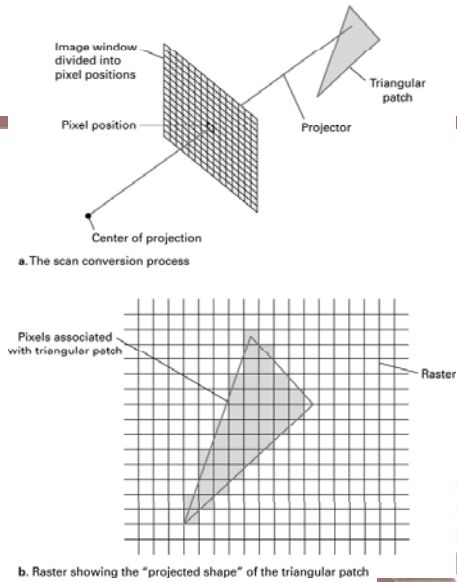 Image window
divided into
pixel positions
Triangular
patch
Pixel position
Projector
Center of projection
a. The scan conversion process
Pixels associated
with triangular patch
Raster
b. Raster showing the “projected shape” of the triangular patch